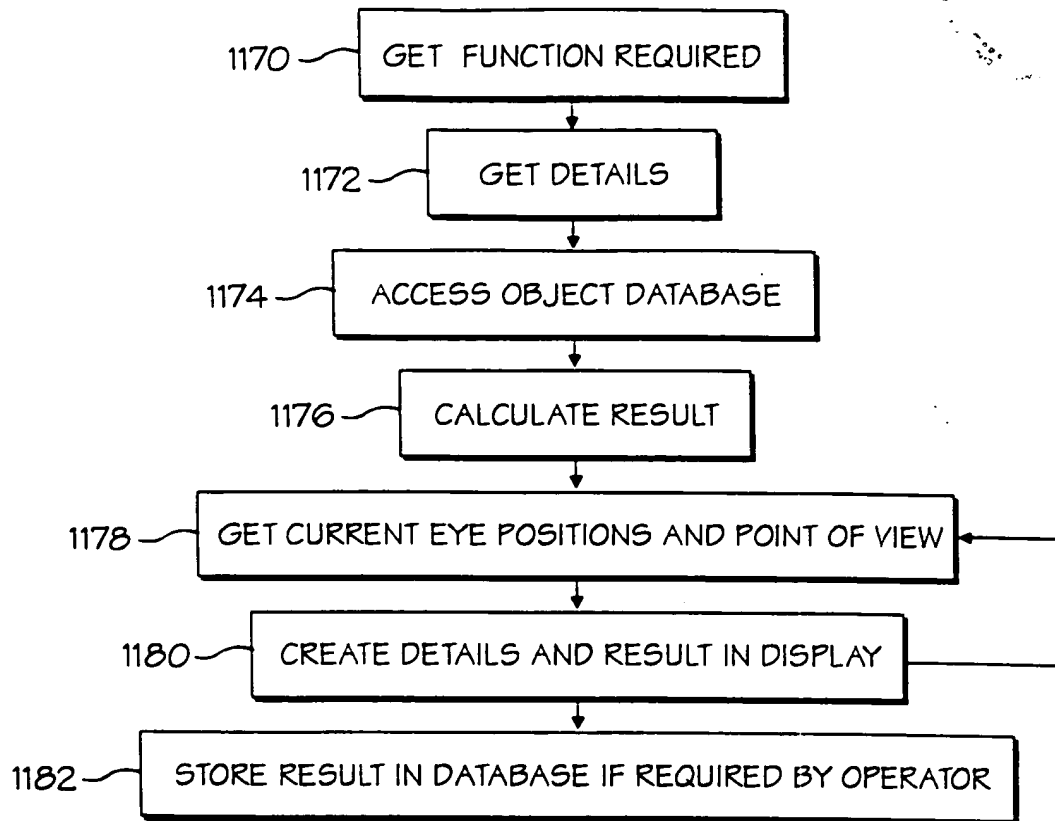 1170 GET FUNCTION REQUIRED
1172 GET DETAILS
1174 ACCESS OBJECT DATABASE
1176 CALCULATE RESULT
1178 GET CURRENT EYE POSITIONS AND POINT OF VIEW
1180 CREATE DETAILS AND RESULT IN DISPLAY
1182 STORE RESULT IN DATABASE IF REQUIRED BY OPERATOR